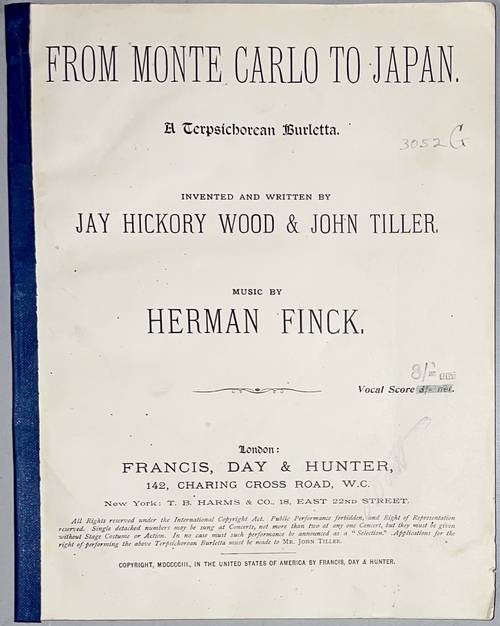 FROM MONTE CARLO TO JAPAN.
A Terpsichorean Burletta.
3052 G
INVENTED AND WRITTEN BY
JAY HICKORY WOOD & JOHN TILLER.
MUSIC BY
HERMAN FINCK.
8/-
Vocal Score 3/- net.
London:
FRANCIS, DAY & HUNTER,
142, CHARING CROSS ROAD, W.C.
New York: T. B. HARMS & CO., 18, EAST 22ND STREET.
All Rights reserved under the International Copyright Act. Public Performance forbidden, and Right of Representation
reserved. Single detached numbers may be sung at Concerts, not more than two at any one Concert, but they must be given
without Stage Costume or Action. In no case must such performance be announced as a "Selection." Applications for the
right of performing the above Terpsichorean Burletta must be made to MR. JOHN TILLER.
COPYRIGHT, MDCCCCIII., IN THE UNITED STATES OF AMERICA BY FRANCIS, DAY & HUNTER.